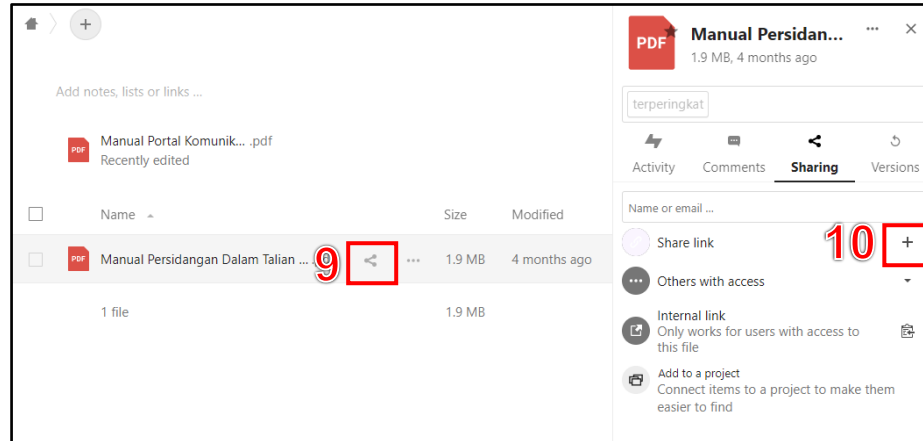 +
Add notes, lists or links ...
PDF
Manual Portal Komunik... .pdf
Recently edited
Name
Size
Modified
PDF
Manual Persidangan Dalam Talian ...
9
...
1.9 MB
4 months ago
1 file
1.9 MB
PDF
Manual Persidan...
...
1.9 MB, 4 months ago
terperingkat
Activity
Comments
Sharing
Versions
Name or email ...
Share link
10
+
Others with access
Internal link
Only works for users with access to
this file
Add to a project
Connect items to a project to make them
easier to find